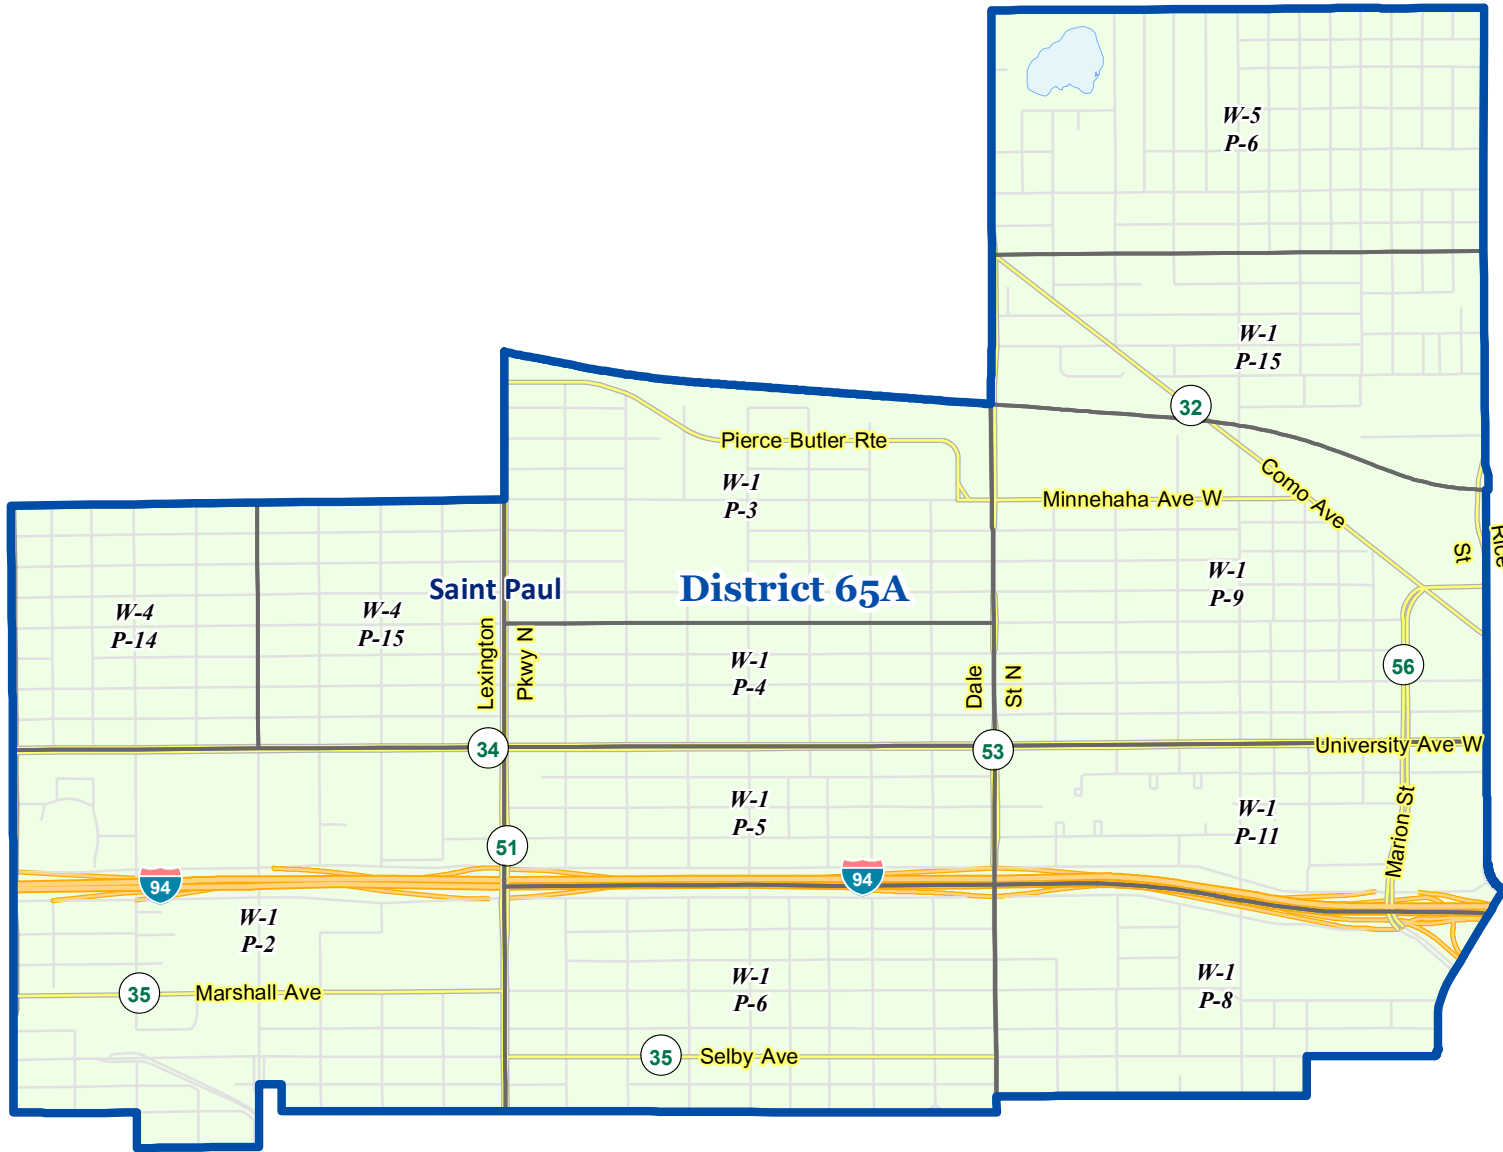 W-5
P-6
W-1
P-15
32
Pierce Butler Rte
Como Ave
W-1
P-3
Minnehaha Ave W
Rice
St
W-1
P-9
Saint Paul
District 65A
W-4
P-14
W-4
P-15
Lexington
Pkwy N
W-1
P-4
Dale
St N
56
34
53
University Ave W
W-1
P-5
W-1
P-11
Marion St
51
94
94
W-1
P-2
W-1
P-6
W-1
P-8
35
Marshall Ave
35
Selby Ave